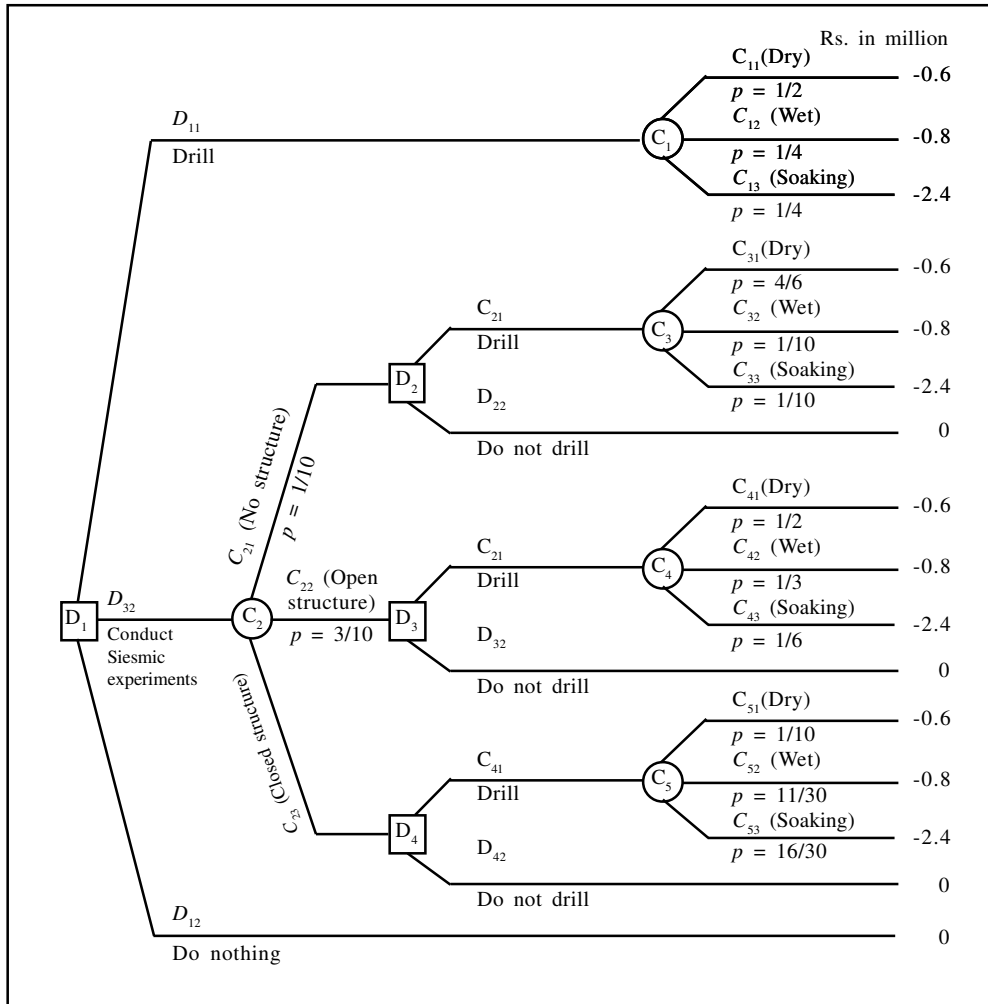 Rs. in million
C11(Dry)
-0.6
p = 1/2
C12 (Wet)
D11
C1
-0.8
Drill
p = 1/4
C13 (Soaking)
-2.4
p = 1/4
C31(Dry)
-0.6
p = 4/6
C32 (Wet)
C21
C3
-0.8
Drill
p = 1/10
C33 (Soaking)
D2
-2.4
D22
p = 1/10
0
Do not drill
C21 (No structure)
p = 1/10
C41(Dry)
-0.6
p = 1/2
C42 (Wet)
C21
C4
-0.8
Drill
p = 1/3
C43 (Soaking)
C22 (Open
structure)
D1
D32
C2
D3
-2.4
p = 3/10
D32
p = 1/6
Conduct
Siesmic
experiments
0
Do not drill
C23 (Closed structure)
C51(Dry)
-0.6
p = 1/10
C52 (Wet)
C41
C5
-0.8
Drill
p = 11/30
C53 (Soaking)
D4
-2.4
D42
p = 16/30
0
Do not drill
D12
0
Do nothing